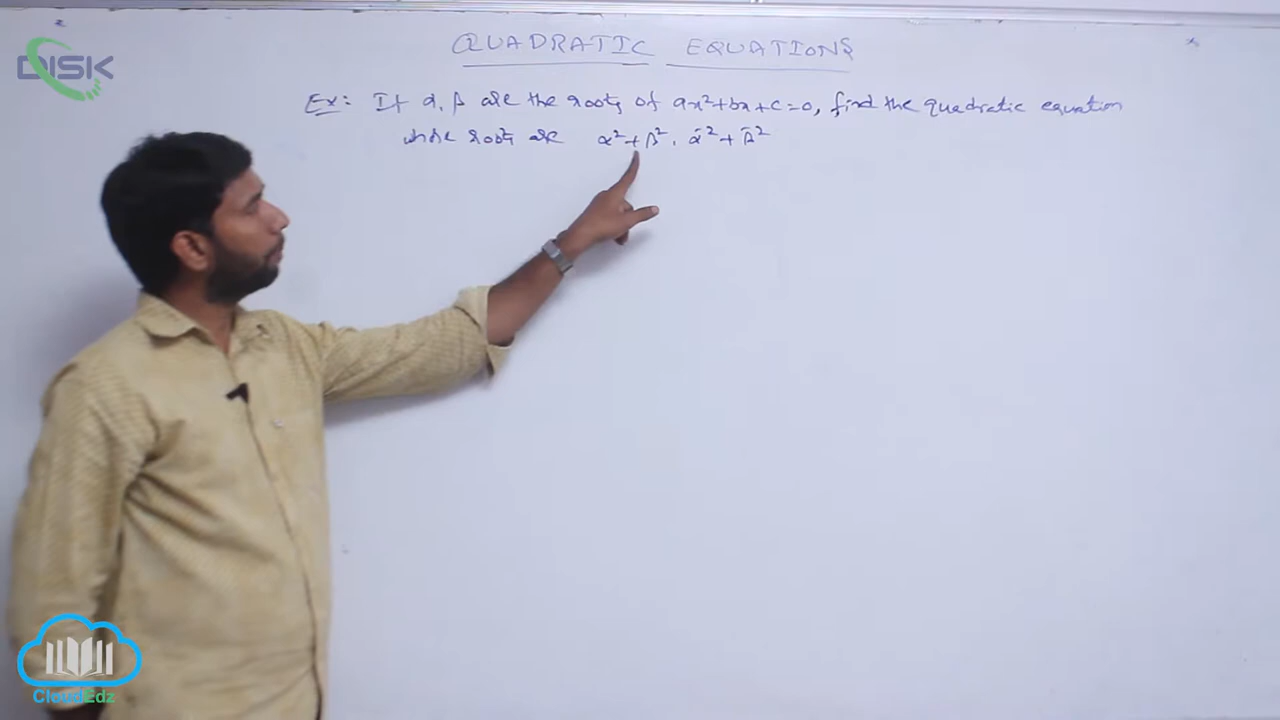 DISK
QUADRATIC EQUATIONS
Ex: If α, β are the roots of ax²+bx+c=0, find the quadratic equation
whose roots are α²+β², α⁻²+β⁻²
CloudEdz